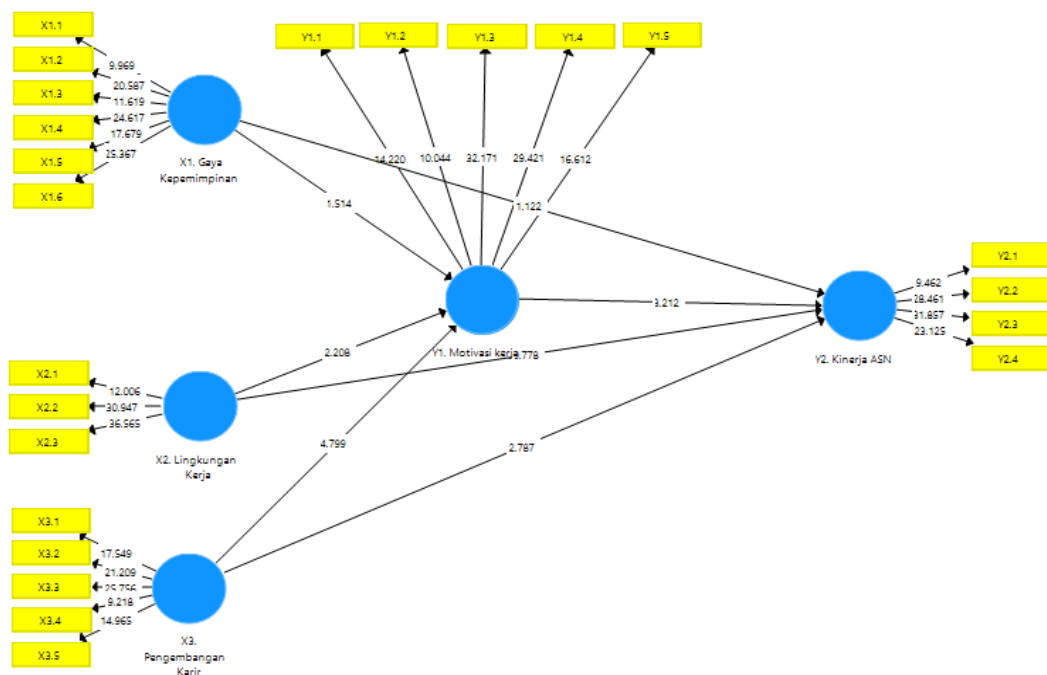 X1.1
X1.2
X1.3
X1.4
X1.5
X1.6
9.969
20.587
11.619
24.617
17.679
25.367
X1. Gaya
Kepemimpinan
Y1.1
Y1.2
Y1.3
Y1.4
Y1.5
14.220
10.044
32.171
29.421
16.612
1.514
1.122
Y1. Motivasi kerja
3.212
2.208
4.799
2.787
Y2.1
Y2.2
Y2.3
Y2.4
9.462
28.461
31.857
23.125
Y2. Kinerja ASN
X2.1
X2.2
X2.3
12.006
30.947
36.565
X2. Lingkungan
Kerja
X3.1
X3.2
X3.3
X3.4
X3.5
17.549
21.209
25.756
9.218
14.965
X3.
Pengembangan
Karir